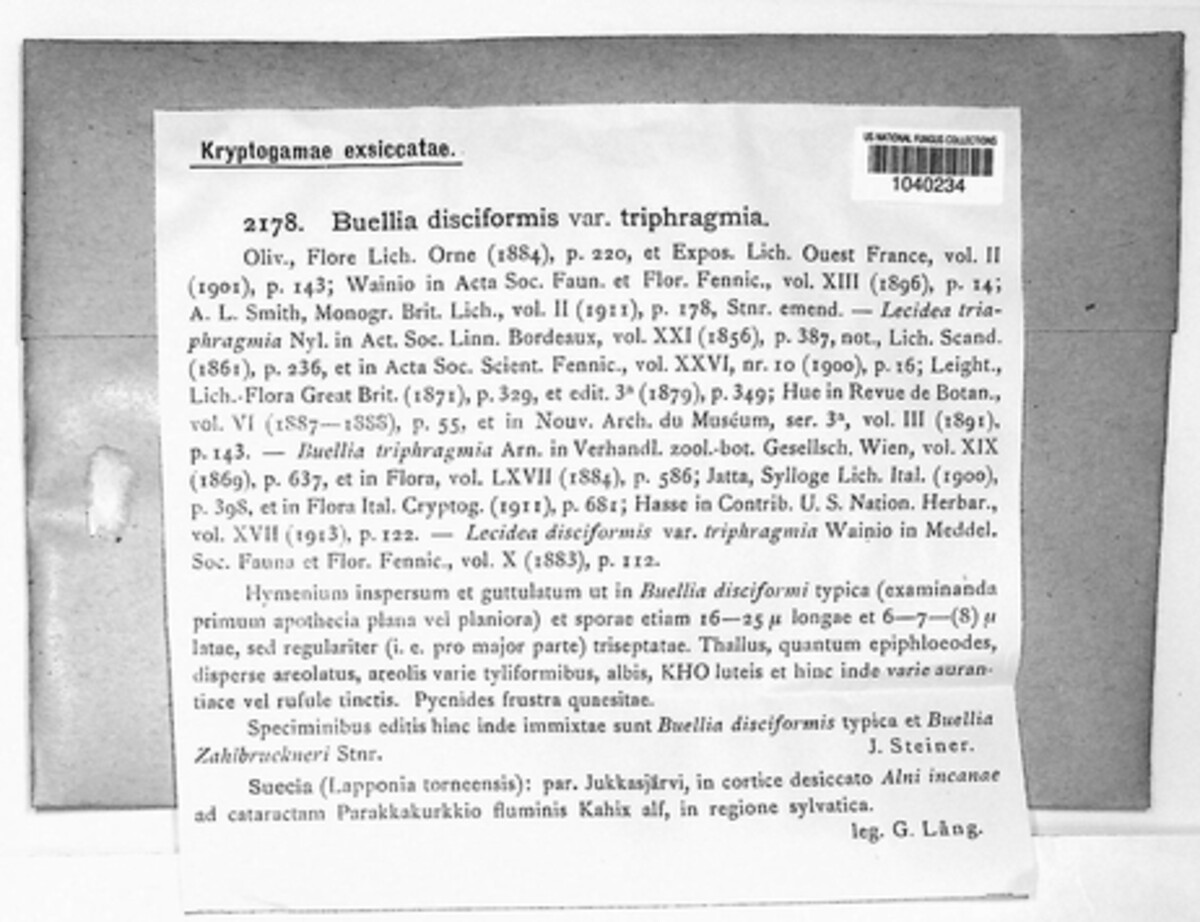 Kryptogamae exsiccatae.
US NATIONAL FUNGUS COLLECTIONS
1040234
2178. Buellia disciformis var. triphragmia.
Oliv., Flore Lich. Orne (1884), p. 220, et Expos. Lich. Ouest France, vol. II
(1901), p. 143; Wainio in Acta Soc. Faun. et Flor. Fennic., vol. XIII (1896), p. 14;
A. L. Smith, Monogr. Brit. Lich., vol. II (1911), p. 178, Stnr. emend. — Lecidea tria-
phragmia Nyl. in Act. Soc. Linn. Bordeaux, vol. XXI (1856), p. 387, not., Lich. Scand.
(1861), p. 236, et in Acta Soc. Scient. Fennic., vol. XXVI, nr. 10 (1900), p. 16; Leight.,
Lich.-Flora Great Brit. (1871), p. 329, et edit. 3ª (1879), p. 349; Hue in Revue de Botan.,
vol. VI (1887—1888), p. 55, et in Nouv. Arch. du Muséum, ser. 3ª, vol. III (1891),
p. 143. — Buellia triphragmia Arn. in Verhandl. zool.-bot. Gesellsch. Wien, vol. XIX
(1869), p. 637, et in Flora, vol. LXVII (1884), p. 586; Jatta, Sylloge Lich. Ital. (1900),
p. 398, et in Flora Ital. Cryptog. (1911), p. 681; Hasse in Contrib. U. S. Nation. Herbar.,
vol. XVII (1913), p. 122. — Lecidea disciformis var. triphragmia Wainio in Meddel.
Soc. Fauna et Flor. Fennic., vol. X (1883), p. 112.
Hymenium inspersum et guttulatum ut in Buellia disciformi typica (examinanda
primum apothecia plana vel planiora) et sporae etiam 16—25 µ longae et 6—7—(8) µ
latae, sed regulariter (i. e. pro major parte) triseptatae. Thallus, quantum epiphloeodes,
disperse areolatus, areolis varie tyliformibus, albis, KHO luteis et hinc inde varie auran-
tiace vel rufule tinctis. Pycnides frustra quaesitae.
Speciminibus editis hinc inde immixtae sunt Buellia disciformis typica et Buellia
Zahlbruckneri Stnr.
J. Steiner.
Suecia (Lapponia torneensis): par. Jukkasjärvi, in cortice desiccato Alni incanae
ad cataractam Parakkakurkkio fluminis Kahix alf, in regione sylvatica.
leg. G. Lång.